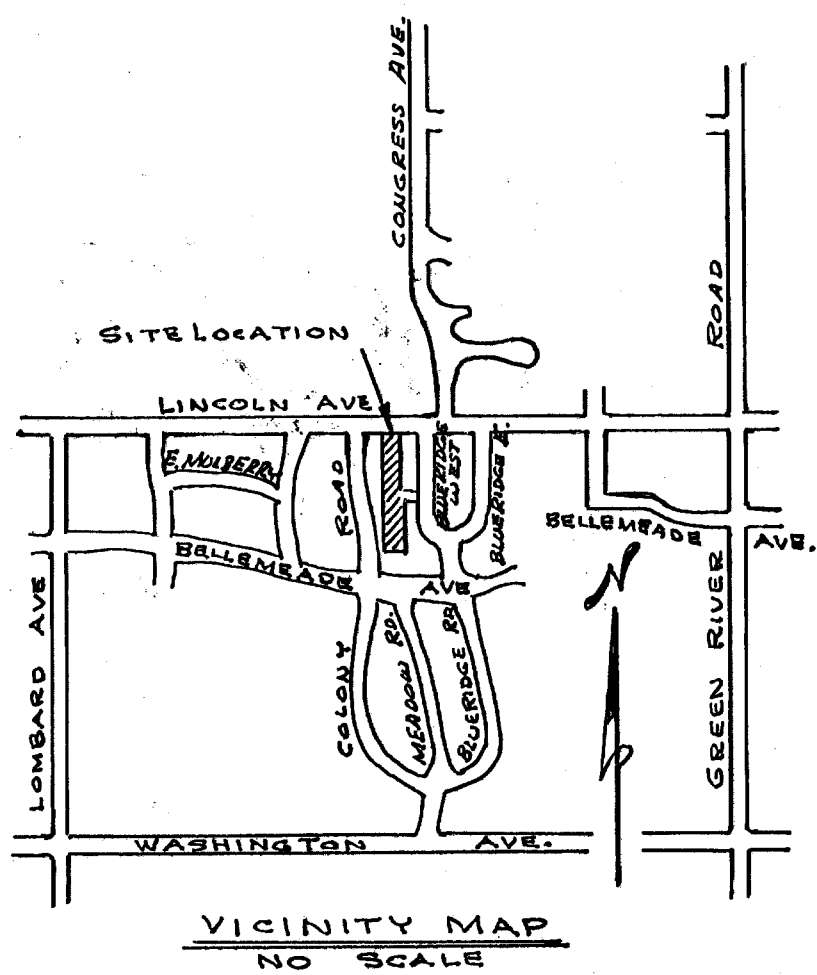 CONGRESS AVE.
ROAD
SITE LOCATION
LINCOLN AVE
E. MULBERRY
ROAD
BLUERIDGE
WEST
BLUERIDGE E.
BELLEMEADE
AVE.
BELLEMEADE
AVE
N
LOMBARD AVE
COLONY
MEADOW RD.
BLUERIDGE RD
GREEN RIVER
WASHINGTON AVE.
VICINITY MAP
NO SCALE